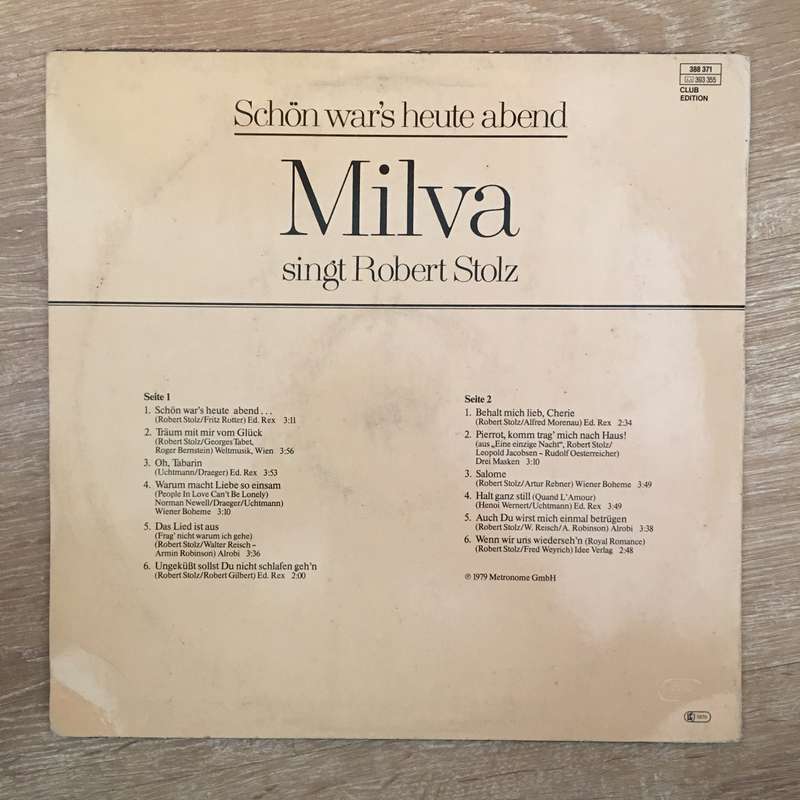 388 371
393 355
CLUB
EDITION
Schön war's heute abend
Milva
singt Robert Stolz
Seite 1
1. Schön war's heute abend . . .
(Robert Stolz/Fritz Rotter) Ed. Rex 3:11
2. Träum mit mir vom Glück
(Robert Stolz/Georges Tabet,
Roger Bernstein) Weltmusik, Wien 3:56
3. Oh, Tabarin
(Uchtmann/Draeger) Ed. Rex 3:53
4. Warum macht Liebe so einsam
(People In Love Can't Be Lonely)
Norman Newell/Draeger/Uchtmann)
Wiener Boheme 3:10
5. Das Lied ist aus
(Frag' nicht warum ich gehe)
(Robert Stolz/Walter Reisch –
Armin Robinson) Alrobi 3:36
6. Ungeküßt sollst Du nicht schlafen geh'n
(Robert Stolz/Robert Gilbert) Ed. Rex 2:00
Seite 2
1. Behalt mich lieb, Cherie
(Robert Stolz/Alfred Morenau) Ed. Rex 2:34
2. Pierrot, komm trag' mich nach Haus!
(aus „Eine einzige Nacht", Robert Stolz/
Leopold Jacobsen – Rudolf Oesterreicher)
Drei Masken 3:10
3. Salome
(Robert Stolz/Artur Rebner) Wiener Boheme 3:49
4. Halt ganz still (Quand L'Amour)
(Henoi Wernert/Uchtmann) Ed. Rex 3:49
5. Auch Du wirst mich einmal betrügen
(Robert Stolz/W. Reisch/A. Robinson) Alrobi 3:38
6. Wenn wir uns wiederseh'n (Royal Romance)
(Robert Stolz/Fred Weyrich) Idee Verlag 2:48
℗ 1979 Metronome GmbH